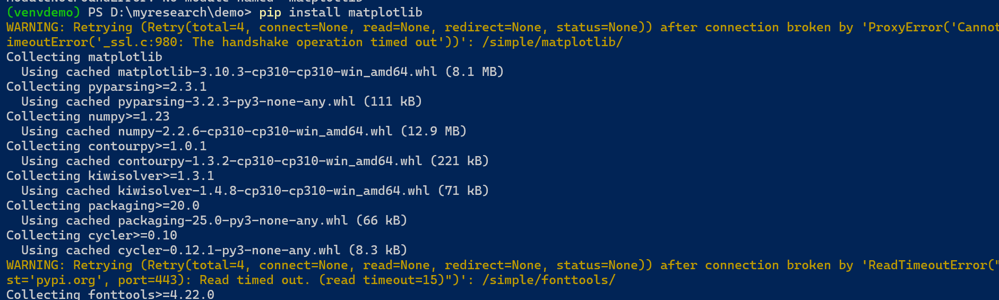 ModuleNotFoundError: No module named 'matplotlib'
(venvdemo) PS D:\myresearch\demo> pip install matplotlib
WARNING: Retrying (Retry(total=4, connect=None, read=None, redirect=None, status=None)) after connection broken by 'ProxyError('Cannot
imeoutError('_ssl.c:980: The handshake operation timed out'))': /simple/matplotlib/
Collecting matplotlib
  Using cached matplotlib-3.10.3-cp310-cp310-win_amd64.whl (8.1 MB)
Collecting pyparsing>=2.3.1
  Using cached pyparsing-3.2.3-py3-none-any.whl (111 kB)
Collecting numpy>=1.23
  Using cached numpy-2.2.6-cp310-cp310-win_amd64.whl (12.9 MB)
Collecting contourpy>=1.0.1
  Using cached contourpy-1.3.2-cp310-cp310-win_amd64.whl (221 kB)
Collecting kiwisolver>=1.3.1
  Using cached kiwisolver-1.4.8-cp310-cp310-win_amd64.whl (71 kB)
Collecting packaging>=20.0
  Using cached packaging-25.0-py3-none-any.whl (66 kB)
Collecting cycler>=0.10
  Using cached cycler-0.12.1-py3-none-any.whl (8.3 kB)
WARNING: Retrying (Retry(total=4, connect=None, read=None, redirect=None, status=None)) after connection broken by 'ReadTimeoutError("
st='pypi.org', port=443): Read timed out. (read timeout=15)")': /simple/fonttools/
Collecting fonttools>=4.22.0